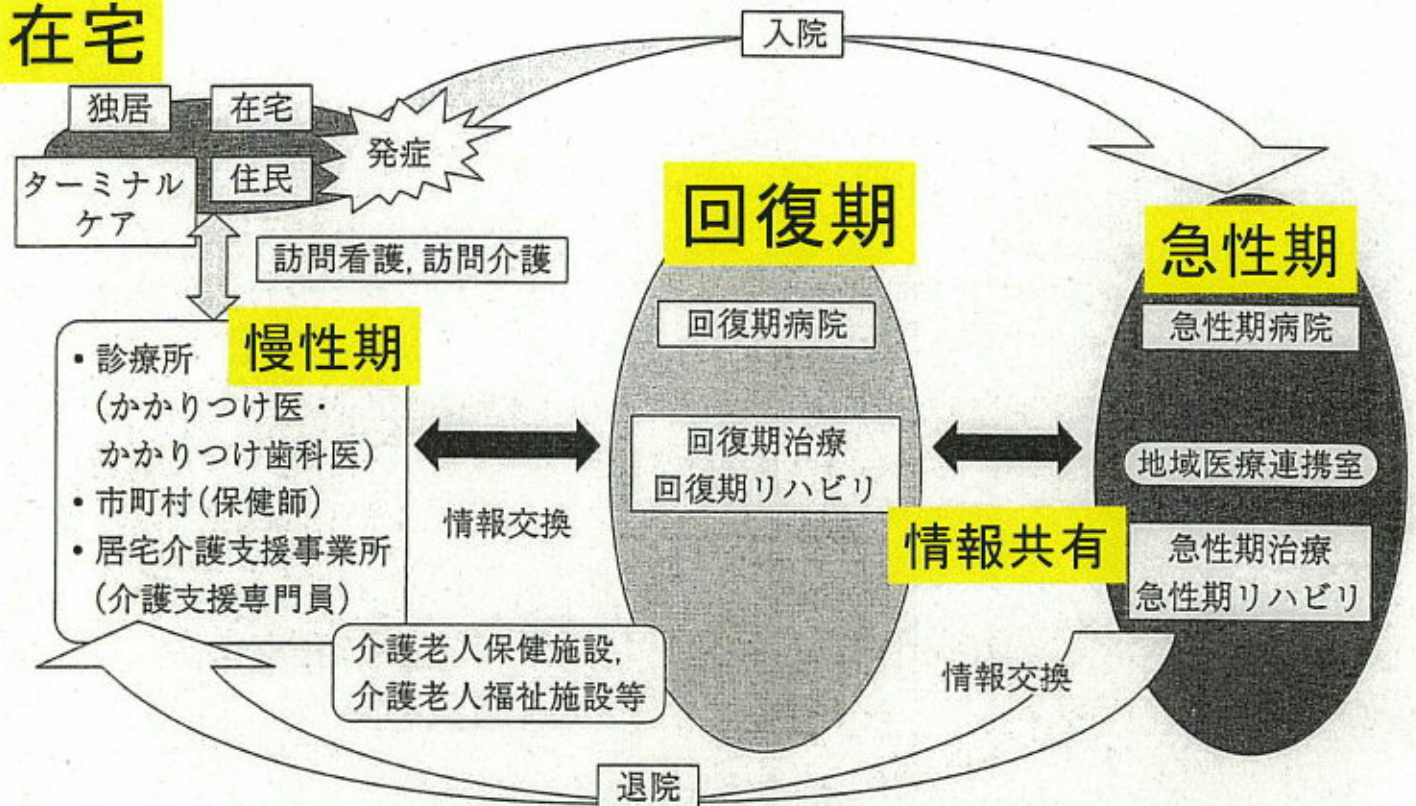 在宅
入院
独居
在宅
発症
ターミナル
ケア
住民
訪問看護,訪問介護
回復期
急性期
慢性期
・診療所
(かかりつけ医・
かかりつけ歯科医)
・市町村(保健師)
・居宅介護支援事業所
(介護支援専門員)
介護老人保健施設,
介護老人福祉施設等
情報交換
回復期病院
回復期治療
回復期リハビリ
情報共有
情報交換
急性期病院
地域医療連携室
急性期治療
急性期リハビリ
退院